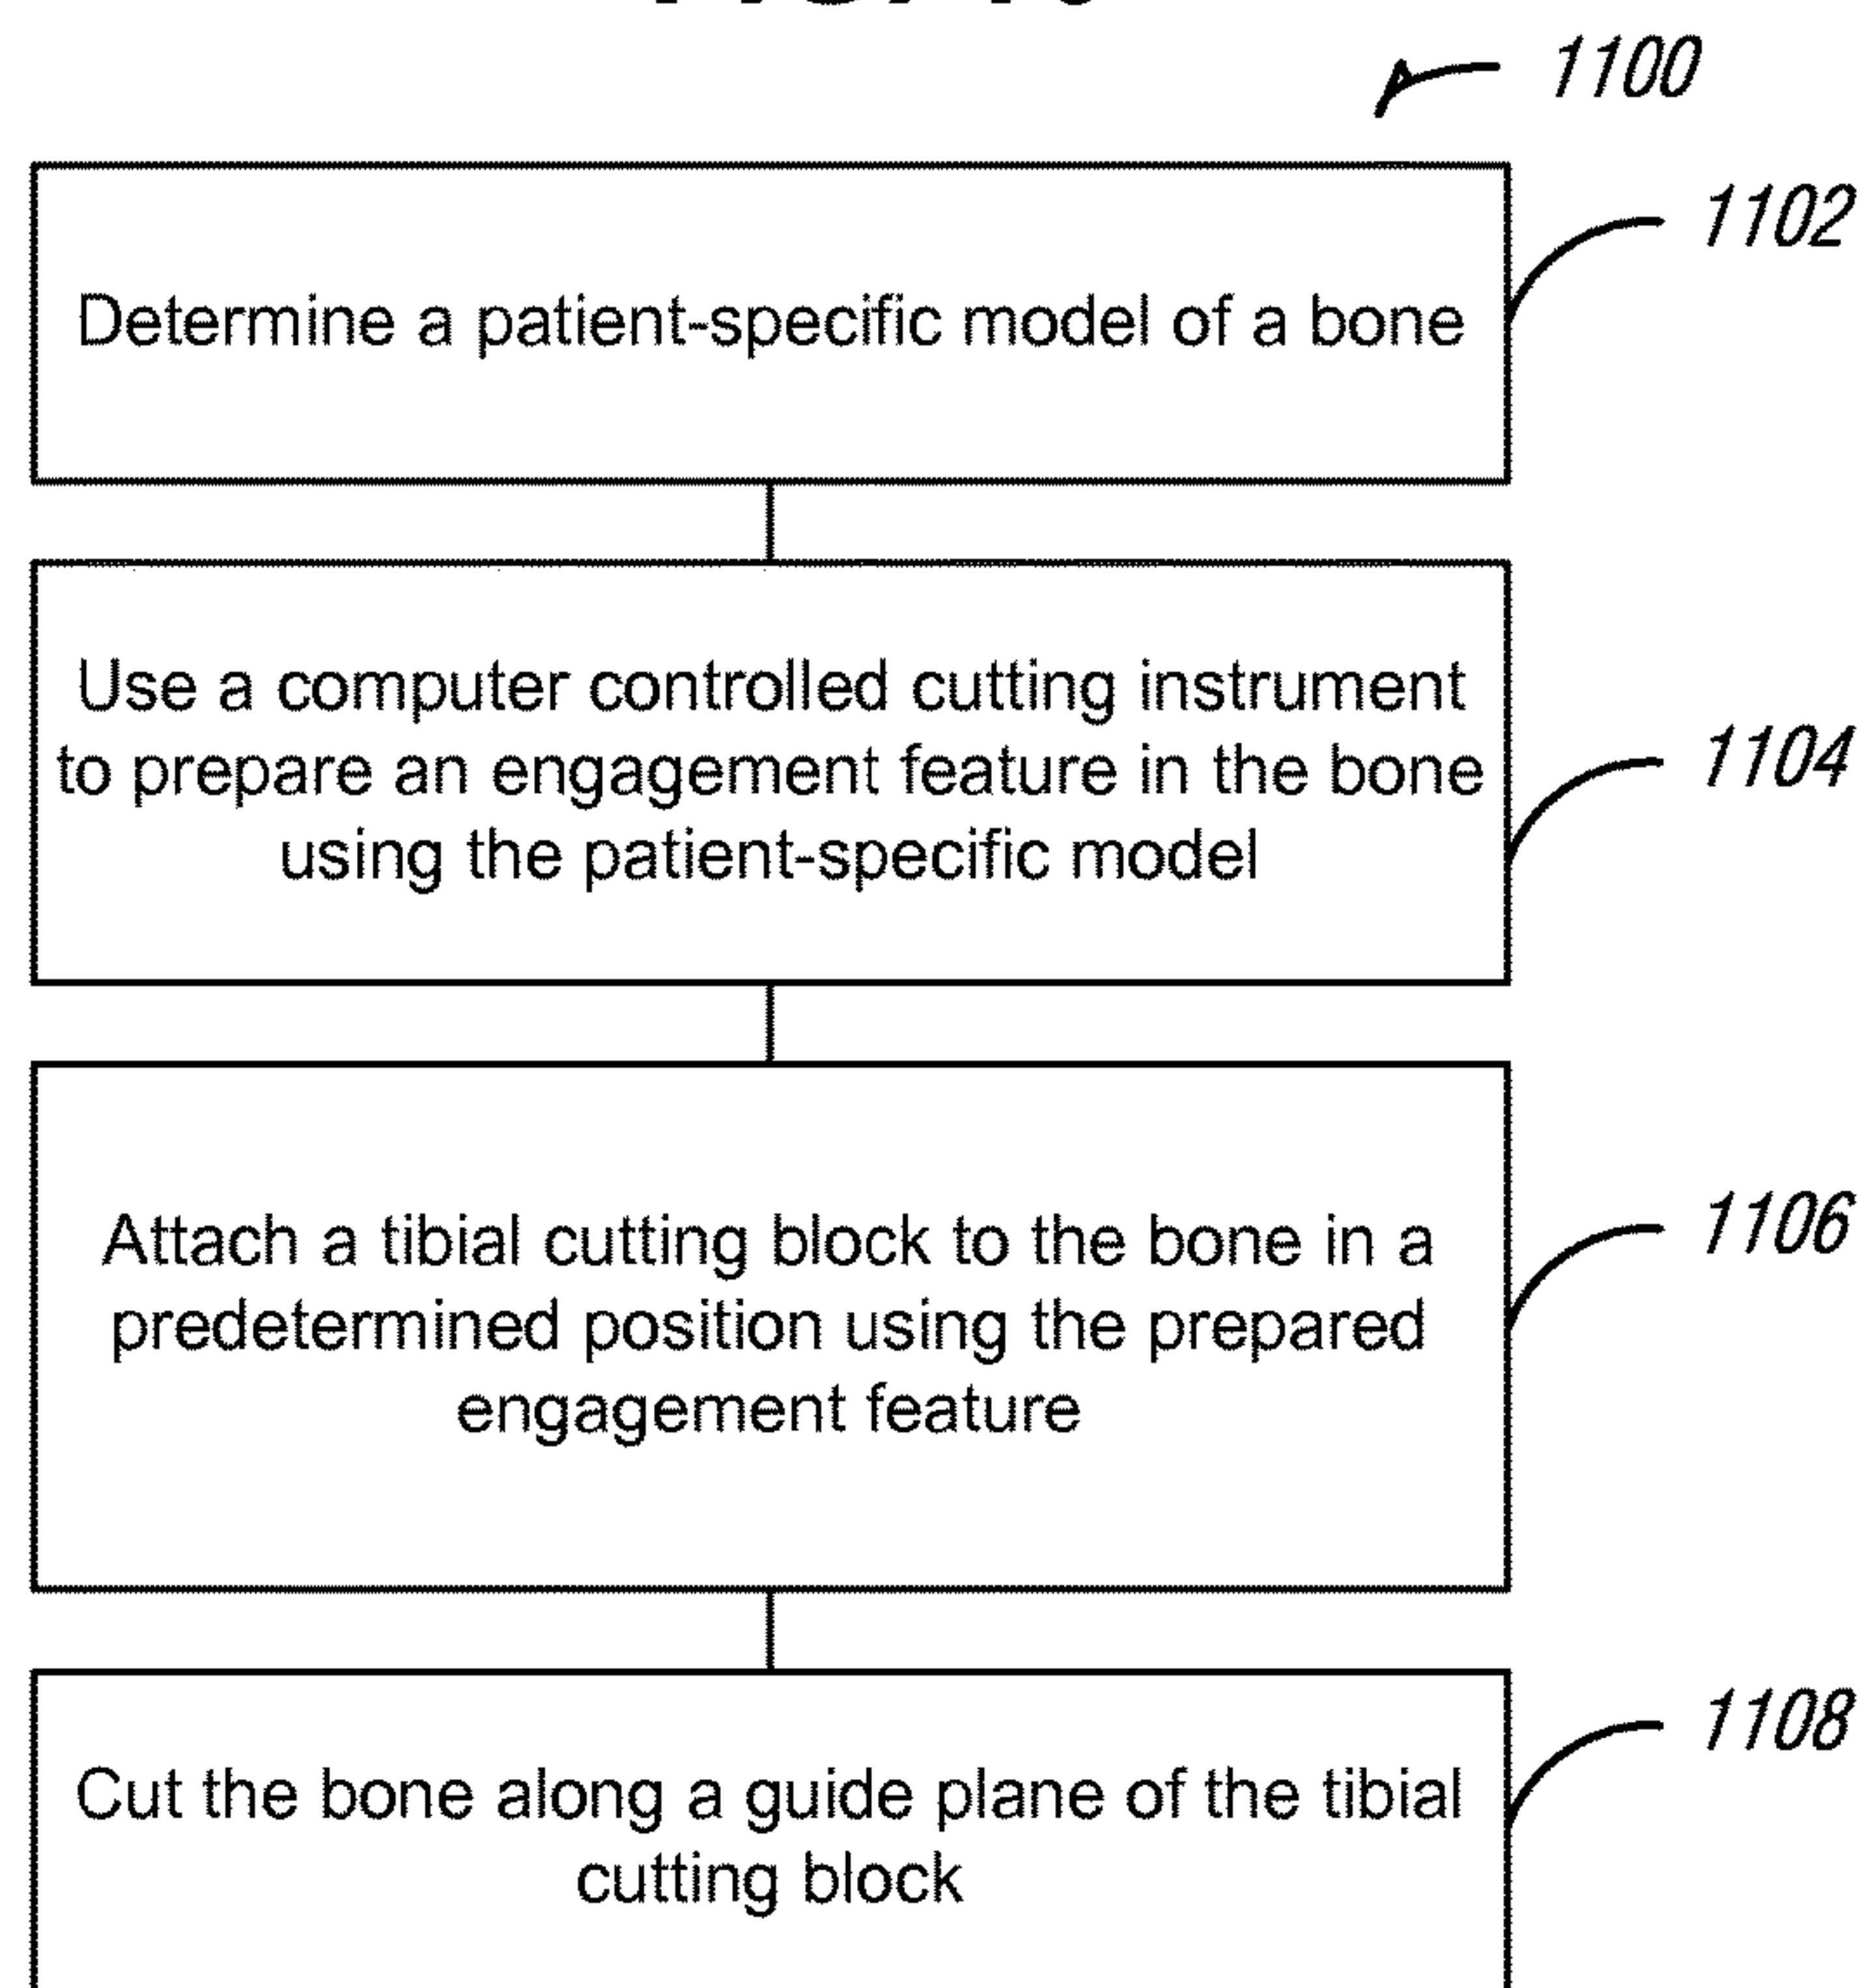 1100
1102
Determine a patient-specific model of a bone
Use a computer controlled cutting instrument
to prepare an engagement feature in the bone
using the patient-specific model
1104
Attach a tibial cutting block to the bone in a
predetermined position using the prepared
engagement feature
1106
Cut the bone along a guide plane of the tibial
cutting block
1108